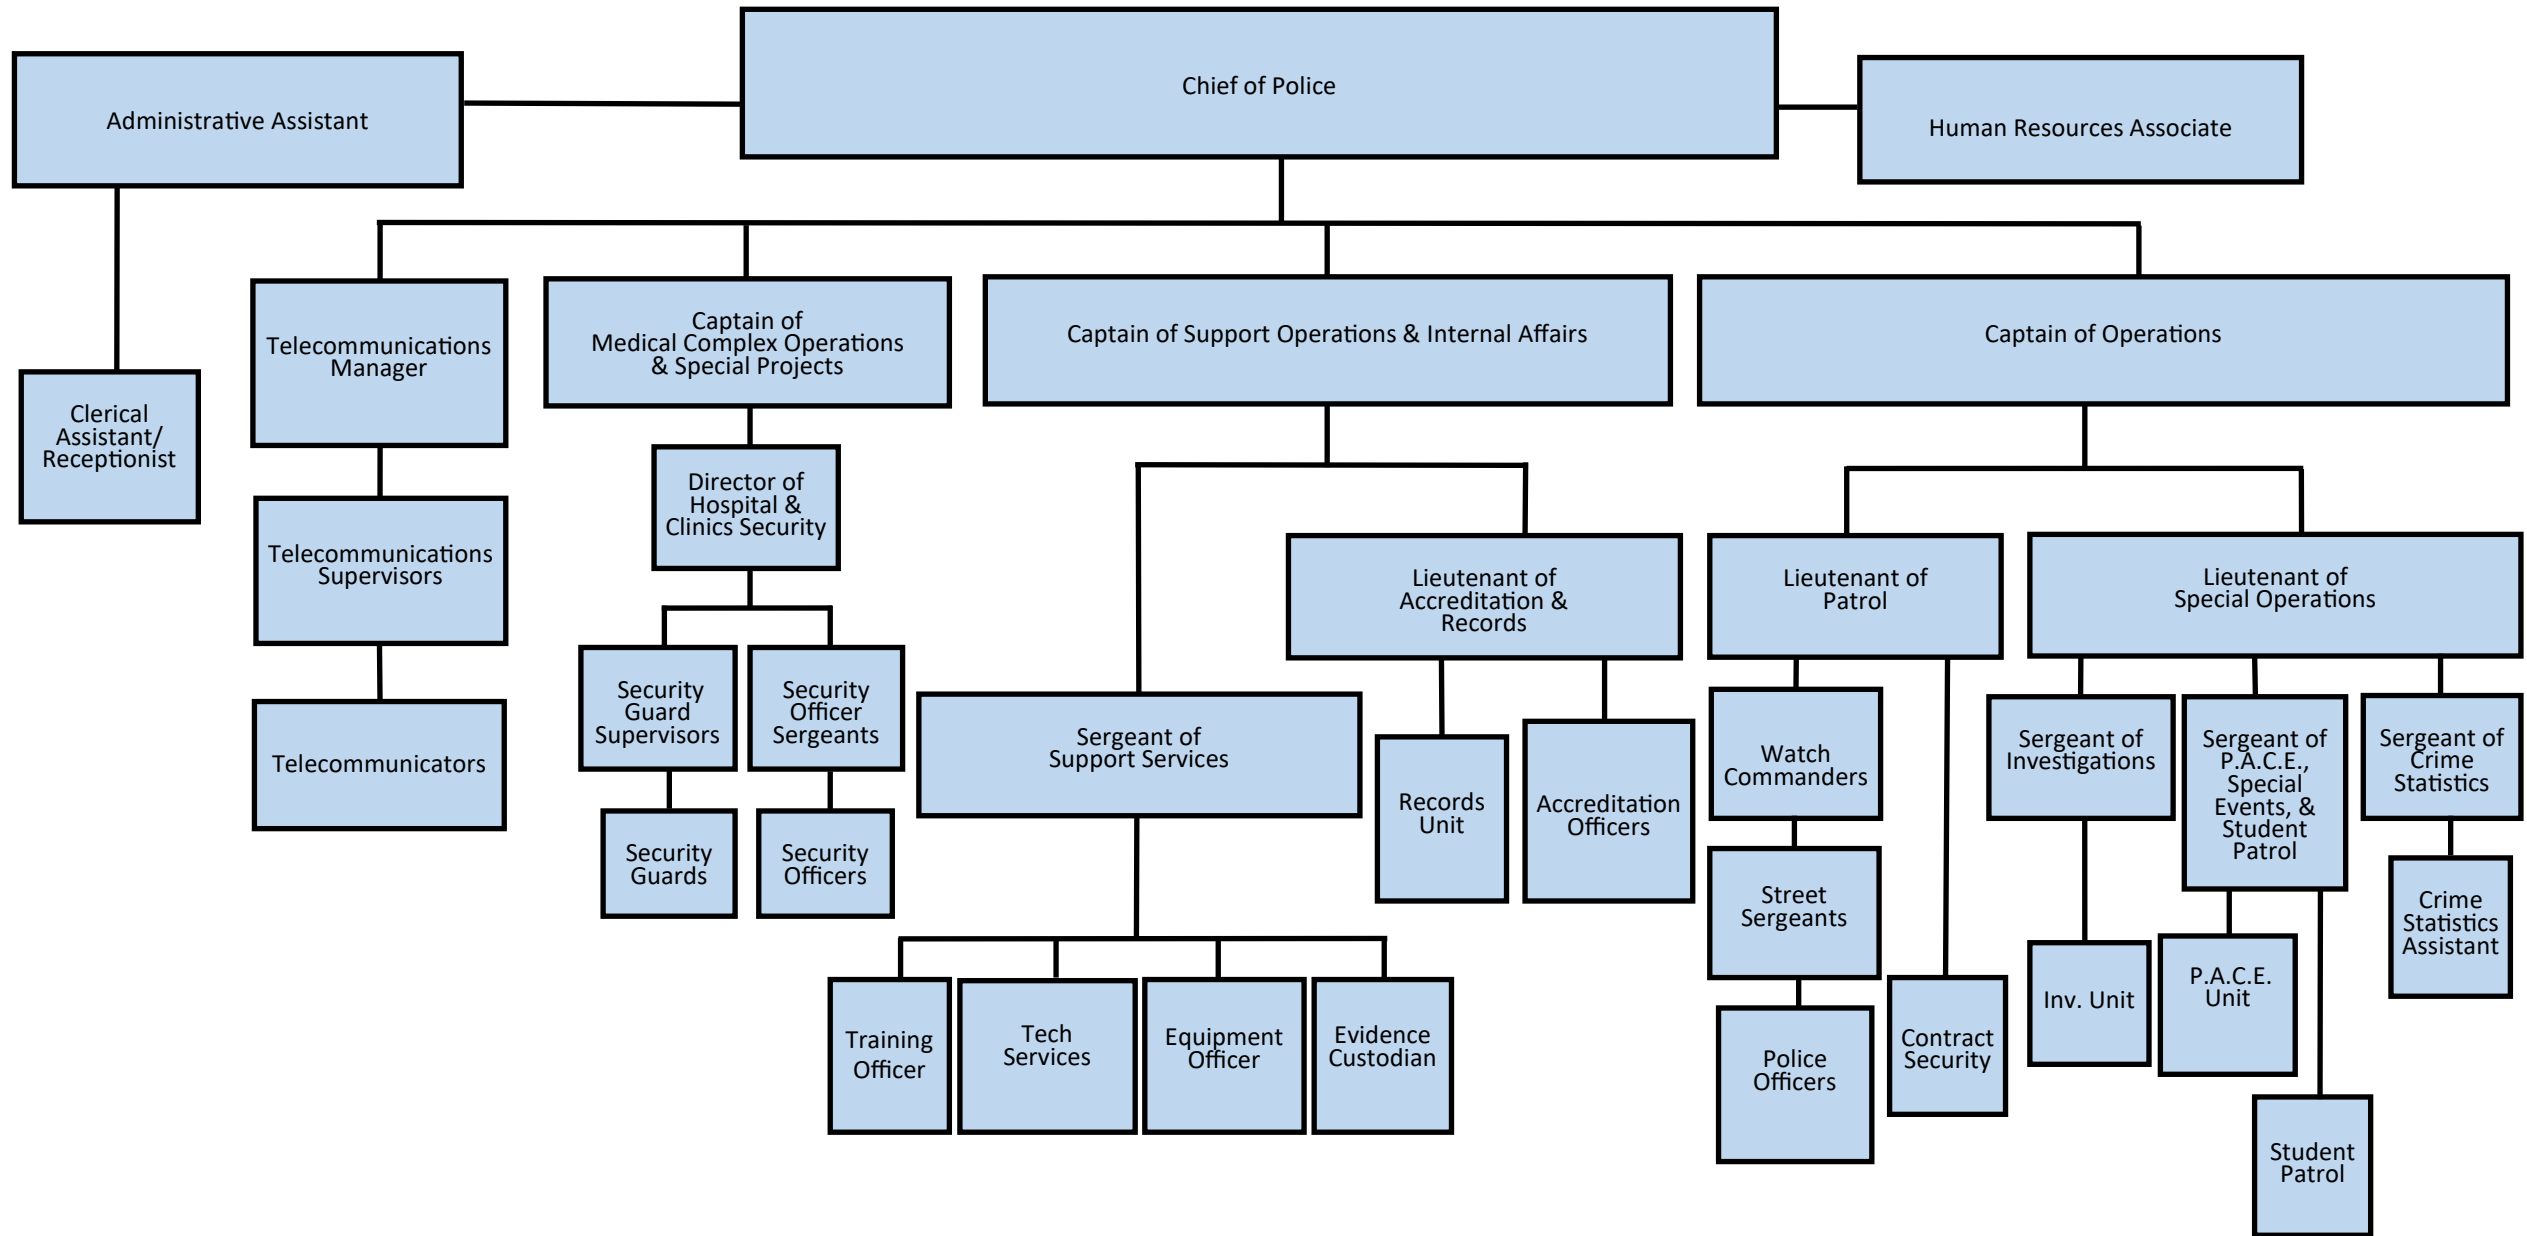 Chief of Police
Administrative Assistant
Human Resources Associate
Telecommunications
Manager
Captain of
Medical Complex Operations
& Special Projects
Captain of Support Operations & Internal Affairs
Captain of Operations
Clerical
Assistant/
Receptionist
Director of
Hospital &
Clinics Security
Telecommunications
Supervisors
Lieutenant of
Accreditation &
Records
Lieutenant of
Patrol
Lieutenant of
Special Operations
Security
Guard
Supervisors
Security
Officer
Sergeants
Sergeant of
Support Services
Telecommunicators
Records
Unit
Accreditation
Officers
Watch
Commanders
Sergeant of
Investigations
Sergeant of
P.A.C.E.,
Special
Events, &
Student
Patrol
Sergeant of
Crime
Statistics
Security
Guards
Security
Officers
Street
Sergeants
Crime
Statistics
Assistant
Training
Officer
Tech
Services
Equipment
Officer
Evidence
Custodian
Police
Officers
Contract
Security
Inv. Unit
P.A.C.E.
Unit
Student
Patrol